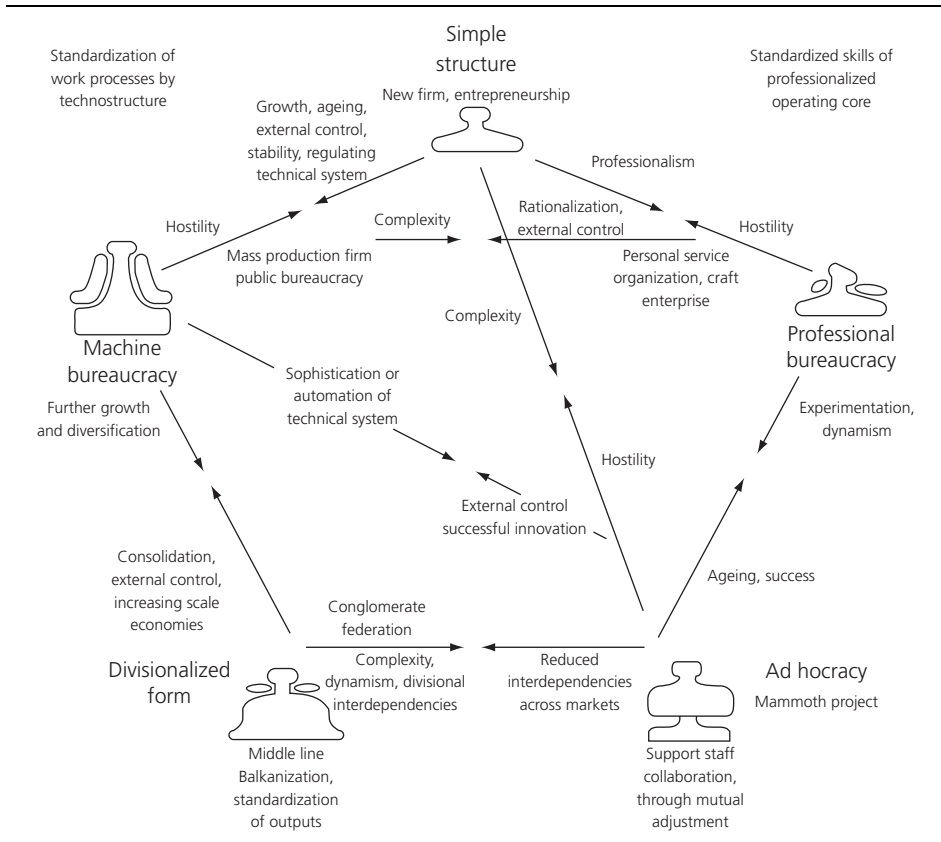 Simple
structure
New firm, entrepreneurship
Standardization of
work processes by
technostructure
Standardized skills of
professionalized
operating core
Growth, ageing,
external control,
stability, regulating
technical system
Professionalism
Hostility
Complexity
Rationalization,
external control
Hostility
Mass production firm
public bureaucracy
Personal service
organization, craft
enterprise
Complexity
Machine
bureaucracy
Professional
bureaucracy
Further growth
and diversification
Sophistication or
automation of
technical system
Experimentation,
dynamism
Hostility
External control
successful innovation
Consolidation,
external control,
increasing scale
economies
Ageing, success
Conglomerate
federation
Divisionalized
form
Complexity,
dynamism, divisional
interdependencies
Reduced
interdependencies
across markets
Ad hocracy
Mammoth project
Middle line
Balkanization,
standardization
of outputs
Support staff
collaboration,
through mutual
adjustment